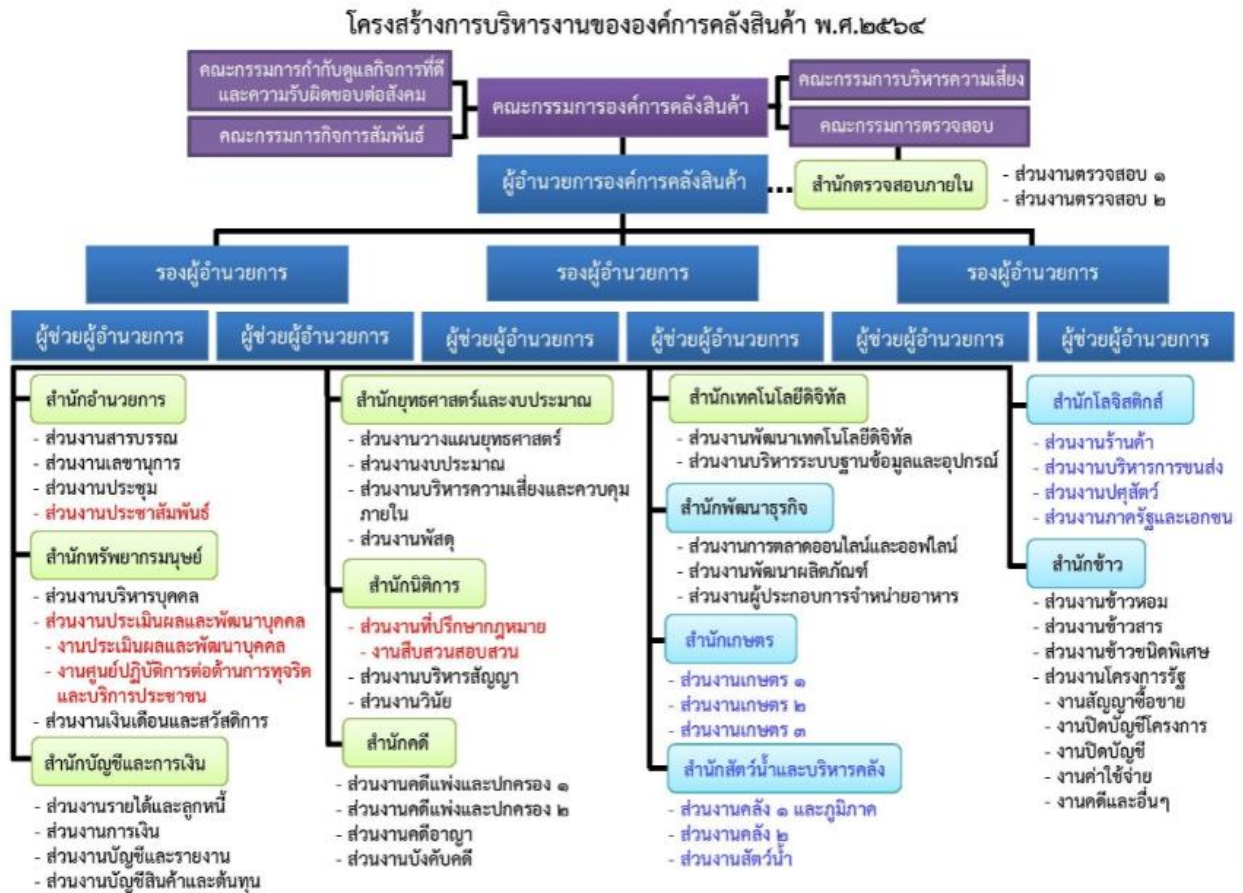 โครงสร้างการบริหารงานขององค์การคลังสินค้า พ.ศ.๒๕๖๔
คณะกรรมการกำกับดูแลกิจการที่ดี
และความรับผิดชอบต่อสังคม
คณะกรรมการกิจการสัมพันธ์
คณะกรรมการองค์การคลังสินค้า
คณะกรรมการบริหารความเสี่ยง
คณะกรรมการตรวจสอบ
ผู้อำนวยการองค์การคลังสินค้า
สำนักตรวจสอบภายใน
- ส่วนงานตรวจสอบ ๑
- ส่วนงานตรวจสอบ ๒
รองผู้อำนวยการ
รองผู้อำนวยการ
รองผู้อำนวยการ
ผู้ช่วยผู้อำนวยการ
ผู้ช่วยผู้อำนวยการ
ผู้ช่วยผู้อำนวยการ
ผู้ช่วยผู้อำนวยการ
ผู้ช่วยผู้อำนวยการ
ผู้ช่วยผู้อำนวยการ
สำนักอำนวยการ
- ส่วนงานสารบรรณ
- ส่วนงานเลขานุการ
- ส่วนงานประชุม
- ส่วนงานประชาสัมพันธ์
สำนักทรัพยากรมนุษย์
- ส่วนงานบริหารบุคคล
- ส่วนงานประเมินผลและพัฒนาบุคคล
- งานประเมินผลและพัฒนาบุคคล
- งานศูนย์ปฏิบัติการต่อต้านการทุจริต
และบริการประชาชน
- ส่วนงานเงินเดือนและสวัสดิการ
สำนักบัญชีและการเงิน
- ส่วนงานรายได้และลูกหนี้
- ส่วนงานการเงิน
- ส่วนงานบัญชีและรายงาน
- ส่วนงานบัญชีสินค้าและต้นทุน
สำนักยุทธศาสตร์และงบประมาณ
- ส่วนงานวางแผนยุทธศาสตร์
- ส่วนงานงบประมาณ
- ส่วนงานบริหารความเสี่ยงและควบคุม
ภายใน
- ส่วนงานพัสดุ
สำนักนิติการ
- ส่วนงานที่ปรึกษากฎหมาย
- งานสืบสวนสอบสวน
- ส่วนงานบริหารสัญญา
- ส่วนงานวินัย
สำนักคดี
- ส่วนงานคดีแพ่งและปกครอง ๑
- ส่วนงานคดีแพ่งและปกครอง ๒
- ส่วนงานคดีอาญา
- ส่วนงานบังคับคดี
สำนักเทคโนโลยีดิจิทัล
- ส่วนงานพัฒนาเทคโนโลยีดิจิทัล
- ส่วนงานบริหารระบบฐานข้อมูลและอุปกรณ์
สำนักพัฒนาธุรกิจ
- ส่วนงานการตลาดออนไลน์และออฟไลน์
- ส่วนงานพัฒนาผลิตภัณฑ์
- ส่วนงานผู้ประกอบการจำหน่ายอาหาร
สำนักเกษตร
- ส่วนงานเกษตร ๑
- ส่วนงานเกษตร ๒
- ส่วนงานเกษตร ๓
สำนักสัตว์น้ำและบริหารคลัง
- ส่วนงานคลัง ๑ และภูมิภาค
- ส่วนงานคลัง ๒
- ส่วนงานสัตว์น้ำ
สำนักโลจิสติกส์
- ส่วนงานร้านค้า
- ส่วนงานบริหารการขนส่ง
- ส่วนงานปศุสัตว์
- ส่วนงานภาครัฐและเอกชน
สำนักข้าว
- ส่วนงานข้าวหอม
- ส่วนงานข้าวสาร
- ส่วนงานข้าวชนิดพิเศษ
- ส่วนงานโครงการรัฐ
- งานสัญญาซื้อขาย
- งานปิดบัญชีโครงการ
- งานปิดบัญชี
- งานค่าใช้จ่าย
- งานคดีและอื่นๆ